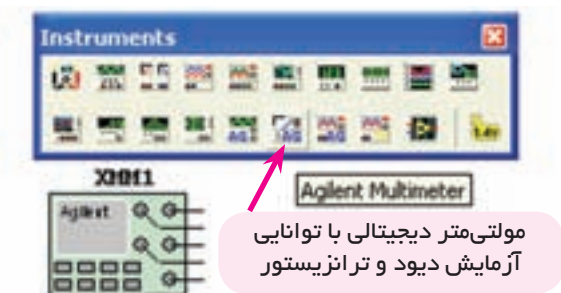 Instruments
XMM1
Agilent
Agilent Multimeter
مولتی‌متر دیجیتالی با توانایی
آزمایش دیود و ترانزیستور